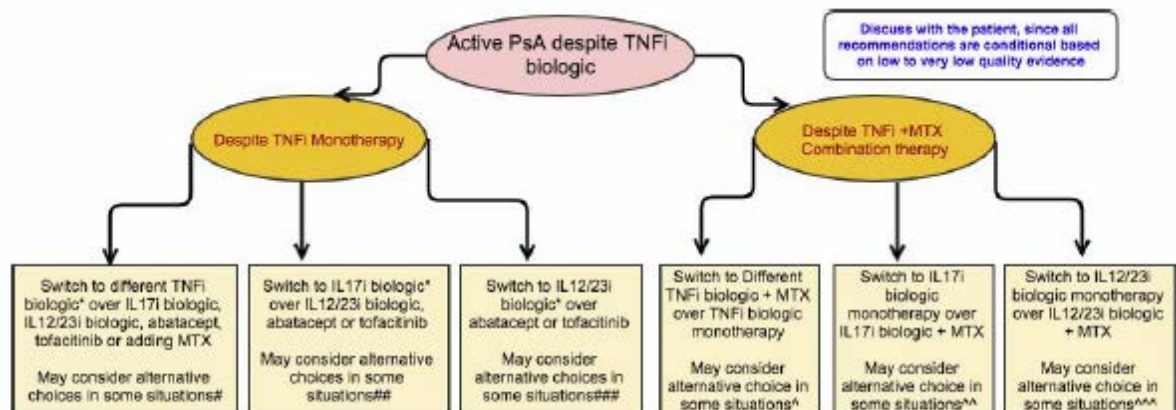 Active PsA despite TNFi
biologic
Discuss with the patient, since all
recommendations are conditional based
on low to very low quality evidence
Despite TNFi Monotherapy
Despite TNFi +MTX
Combination therapy
Switch to different TNFi
biologic* over IL17i biologic,
IL12/23i biologic, abatacept,
tofacitinib or adding MTX
May consider alternative
choices in some situations#
Switch to IL17i biologic*
over IL12/23i biologic,
abatacept or tofacitinib
May consider alternative
choices in some
situations##
Switch to IL12/23i
biologic* over
abatacept or tofacitinib
May consider
alternative choices in
some situations###
Switch to Different
TNFi biologic + MTX
over TNFi biologic
monotherapy
May consider
alternative choice in
some situations^
Switch to IL17i
biologic
monotherapy over
IL17i biologic + MTX
May consider
alternative choice in
some situations^^
Switch to IL12/23i
biologic monotherapy
over IL12/23i biologic
+ MTX
May consider
alternative choice in
some situations^^^